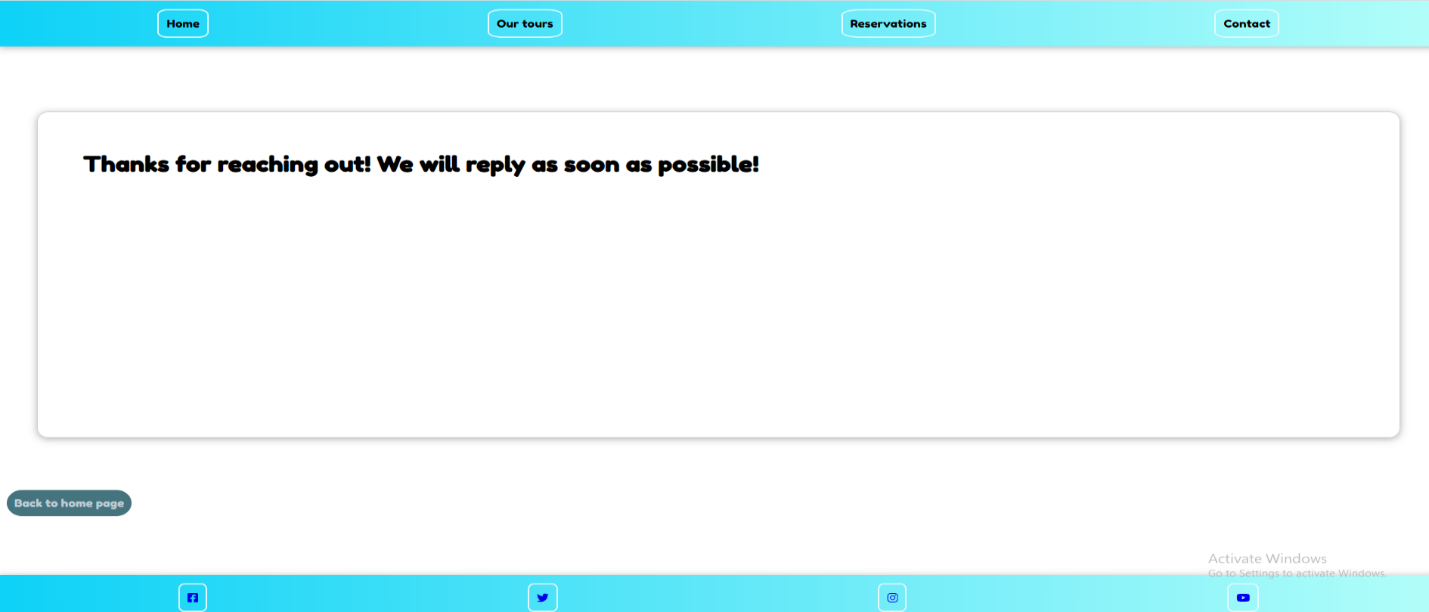 Home
Our tours
Reservations
Contact
Thanks for reaching out! We will reply as soon as possible!
Back to home page
Activate Windows
Go to Settings to activate Windows.